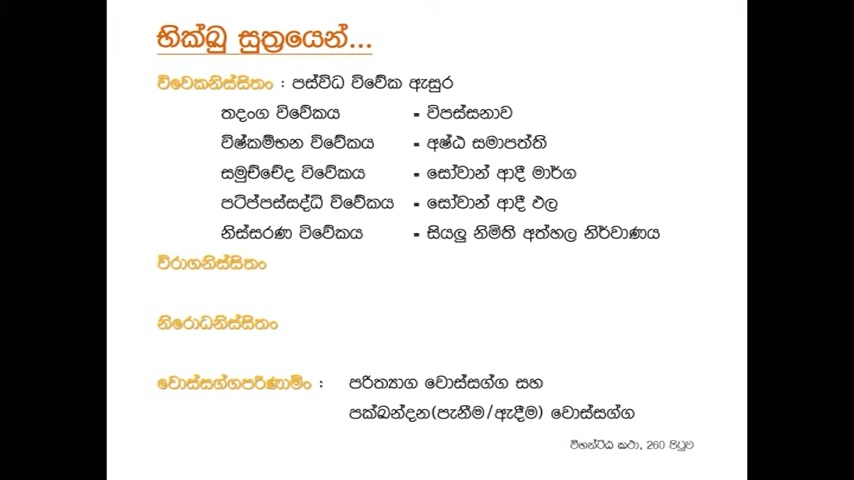 භික්ඛු සුත්‍රයෙන්...
විවෙකනිස්සිතං : පස්විධ විවේක ඇසුර
තදංග විවේකය - විපස්සනාව
විෂ්කම්භන විවේකය - අෂ්ඨ සමාපත්ති
සමුච්චේද විවේකය - සෝවාන් ආදී මාර්ග
පටිප්පස්සද්ධි විවේකය - සෝවාන් ආදී ඵල
නිස්සරණ විවේකය - සියලු නිමිති අත්හල නිර්වාණය
විරාගනිස්සිතං
නිරොධනිස්සිතං
වොස්සග්ගපරිණාමිං : පරිත්‍යාග වොස්සග්ග සහ
පක්ඛන්දන(පැනීම/ඇදීම) වොස්සග්ග
කථා, 260 පිටුව